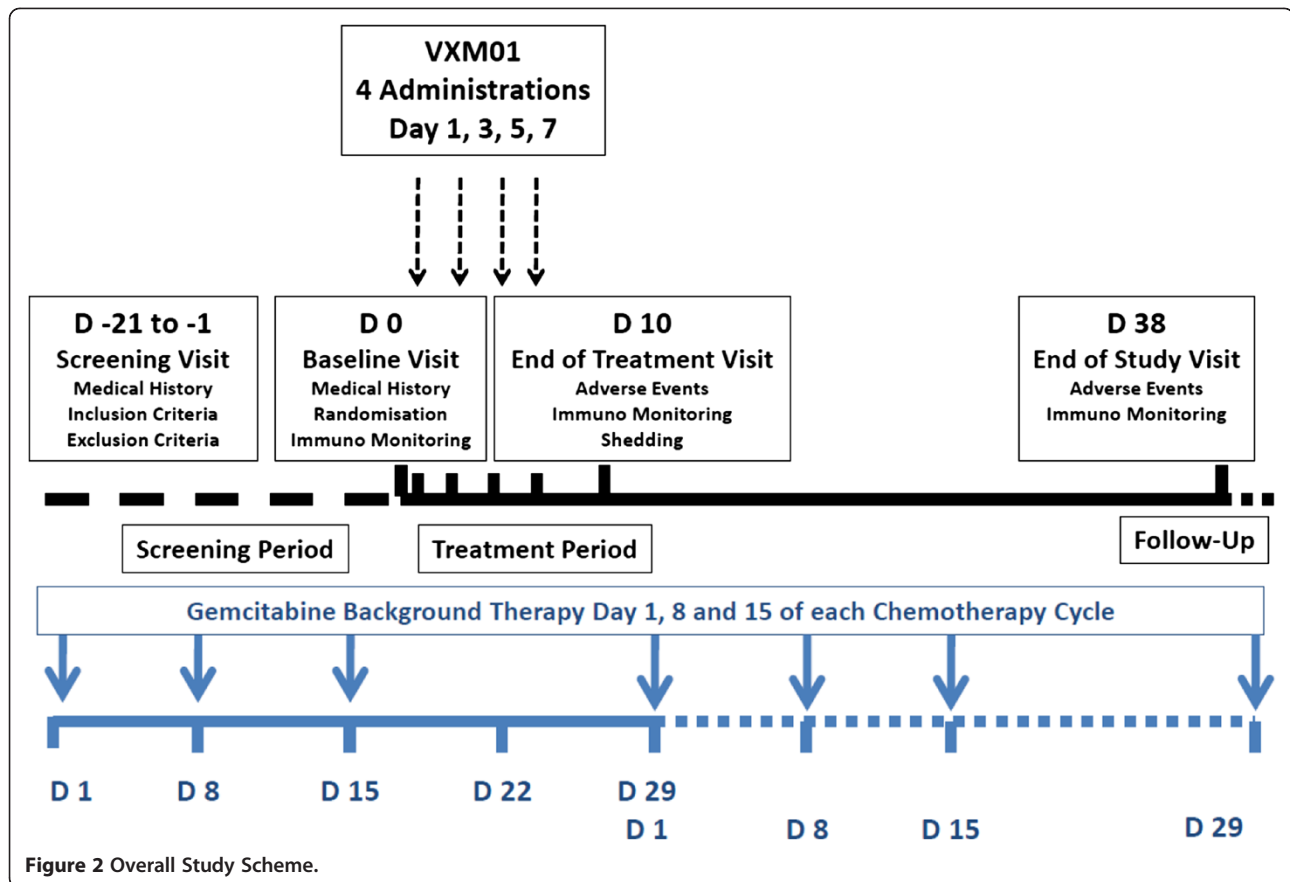 VXM01
4 Administrations
Day 1, 3, 5, 7
D -21 to -1
Screening Visit
Medical History
Inclusion Criteria
Exclusion Criteria
D 0
Baseline Visit
Medical History
Randomisation
Immuno Monitoring
D 10
End of Treatment Visit
Adverse Events
Immuno Monitoring
Shedding
D 38
End of Study Visit
Adverse Events
Immuno Monitoring
Screening Period
Treatment Period
Follow-Up
Gemcitabine Background Therapy Day 1, 8 and 15 of each Chemotherapy Cycle
D 1 D 8 D 15 D 22 D 29
D 1 D 8 D 15 D 29
Figure 2 Overall Study Scheme.